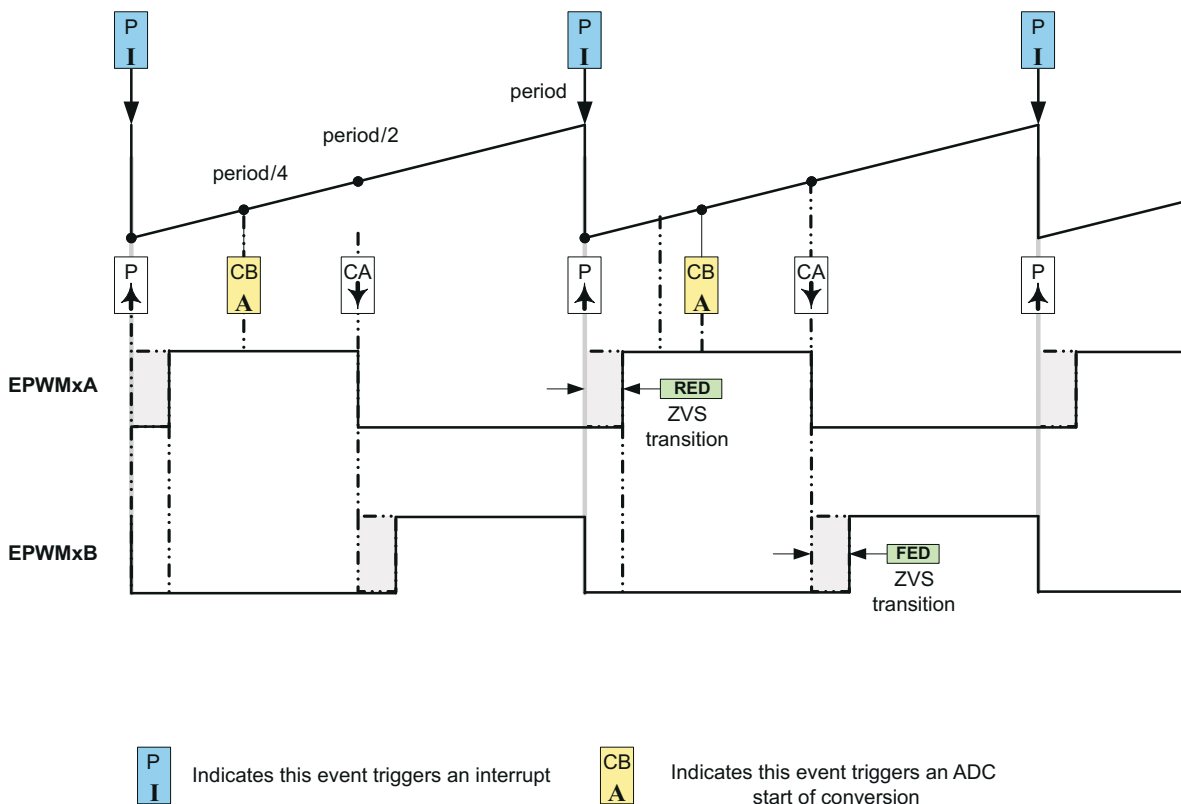 P P P
I I I
period
period/2
period/4
P CB CA P CB CA P
A A
EPWMxA
RED
ZVS
transition
EPWMxB
FED
ZVS
transition
P
I
Indicates this event triggers an interrupt
CB
A
Indicates this event triggers an ADC
start of conversion